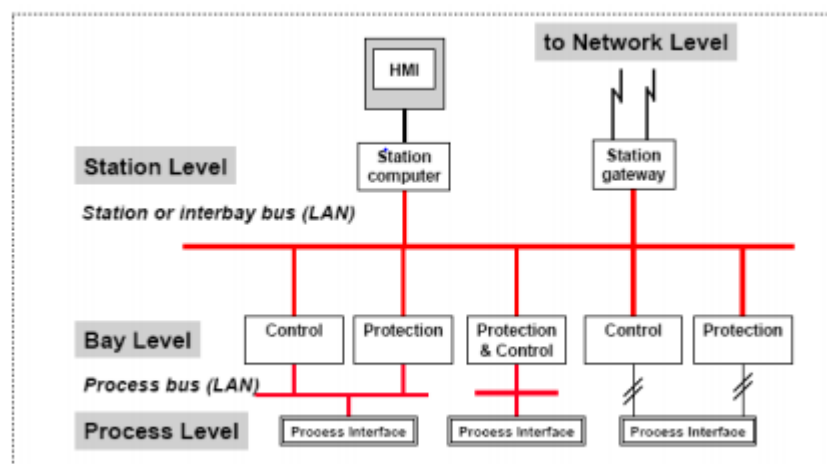 to Network Level
HMI
Station Level
Station
computer
Station
gateway
Station or interbay bus (LAN)
Bay Level
Control
Protection
Protection
& Control
Control
Protection
Process bus (LAN)
Process Level
Process Interface
Process Interface
Process Interface